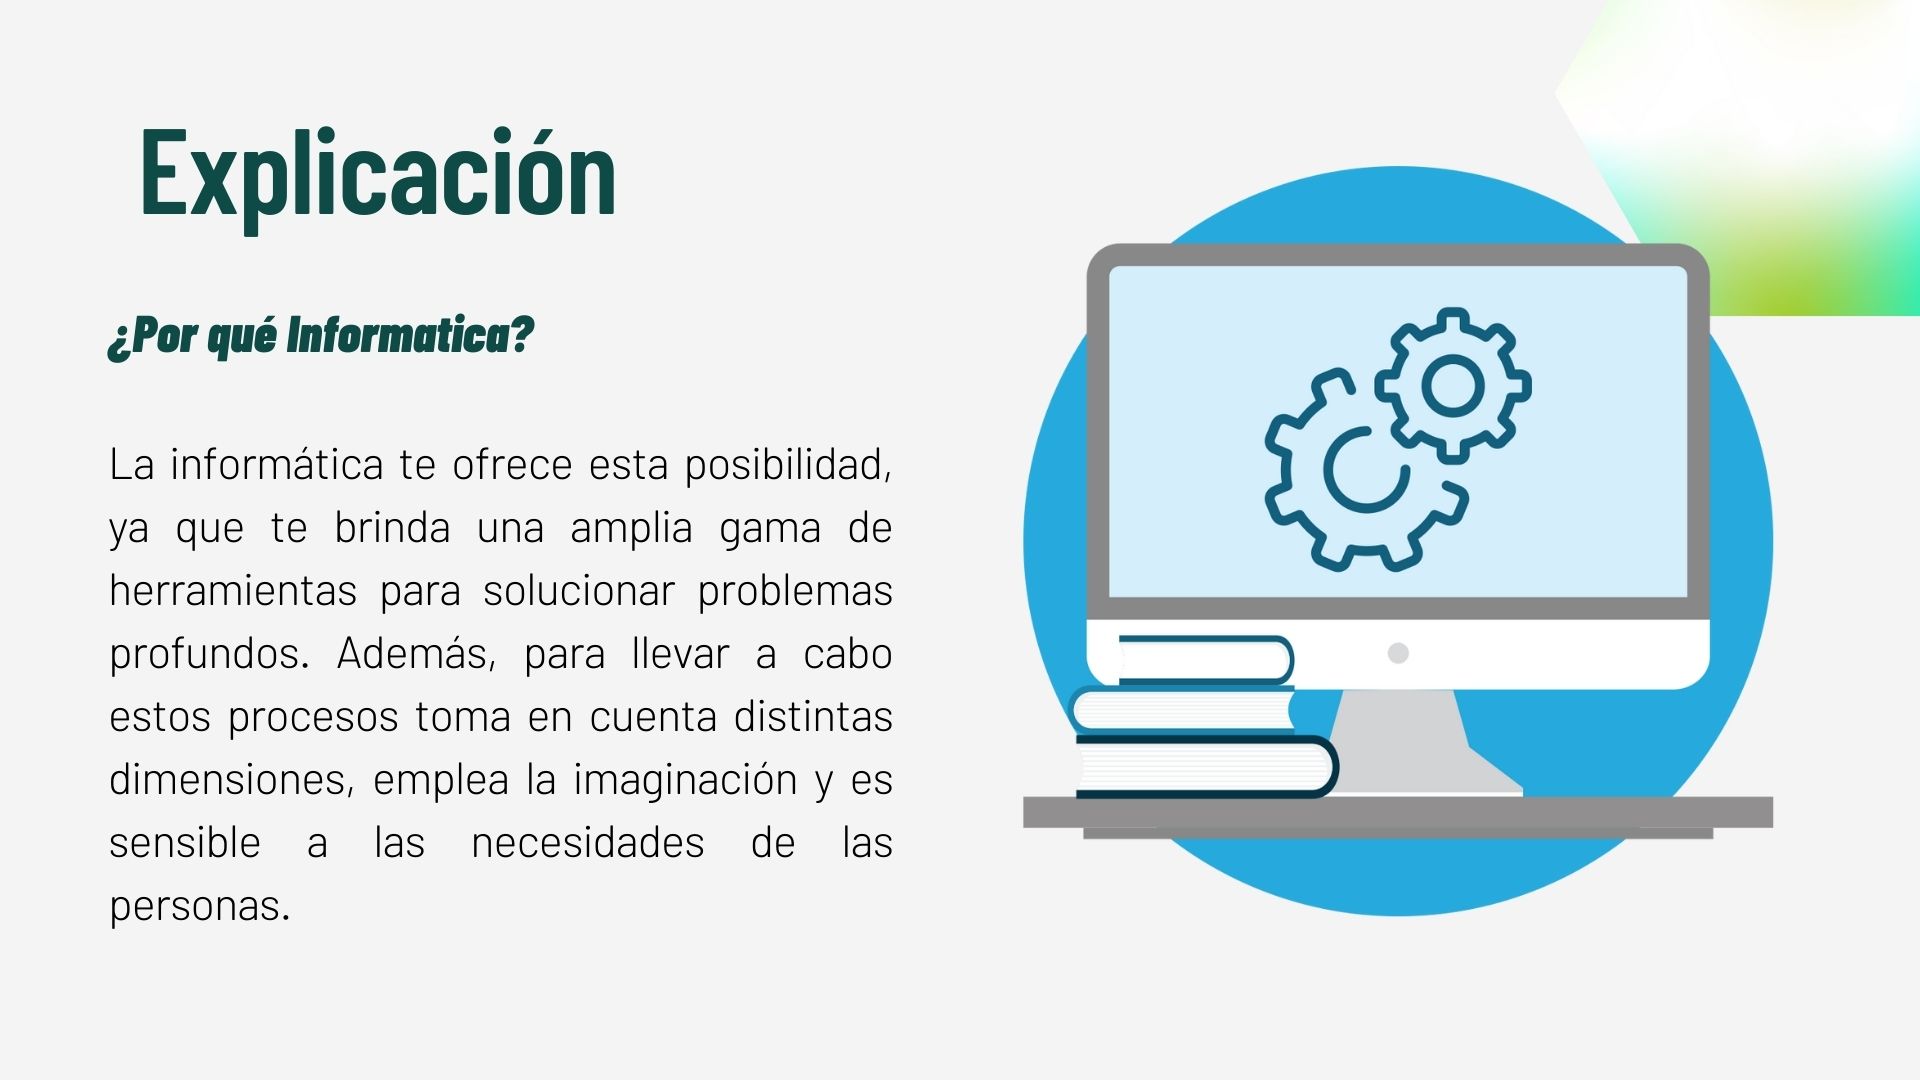 Explicación
¿Por qué Informatica?
La informática te ofrece esta posibilidad,
ya que te brinda una amplia gama de
herramientas para solucionar problemas
profundos. Además, para llevar a cabo
estos procesos toma en cuenta distintas
dimensiones, emplea la imaginación y es
sensible a las necesidades de las
personas.